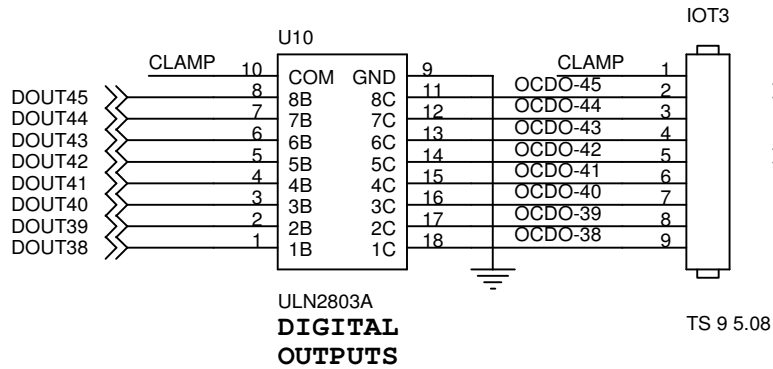 IOT3
U10
CLAMP 10 COM GND 9 CLAMP 1
DOUT45 8 8B 8C 11 OCDO-45 2
DOUT44 7 7B 7C 12 OCDO-44 3
DOUT43 6 6B 6C 13 OCDO-43 4
DOUT42 5 5B 5C 14 OCDO-42 5
DOUT41 4 4B 4C 15 OCDO-41 6
DOUT40 3 3B 3C 16 OCDO-40 7
DOUT39 2 2B 2C 17 OCDO-39 8
DOUT38 1 1B 1C 18 OCDO-38 9
ULN2803A
DIGITAL
OUTPUTS
TS 9 5.08